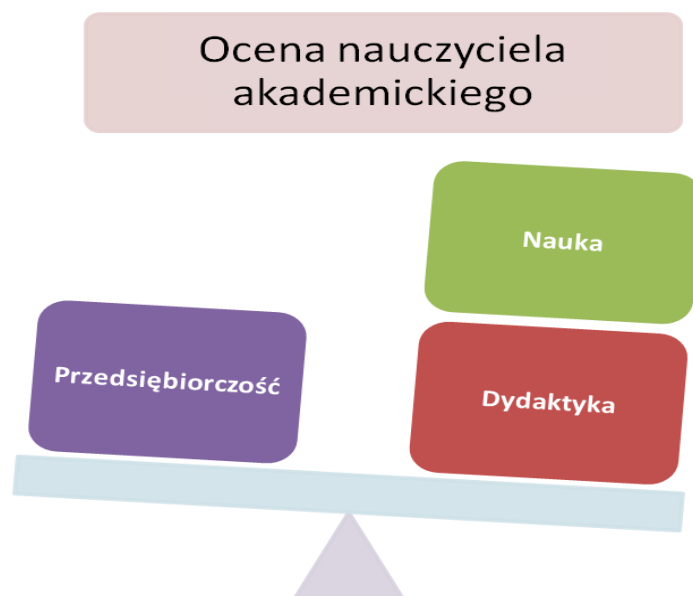 Ocena nauczyciela
akademickiego
Nauka
Przedsiębiorczość
Dydaktyka